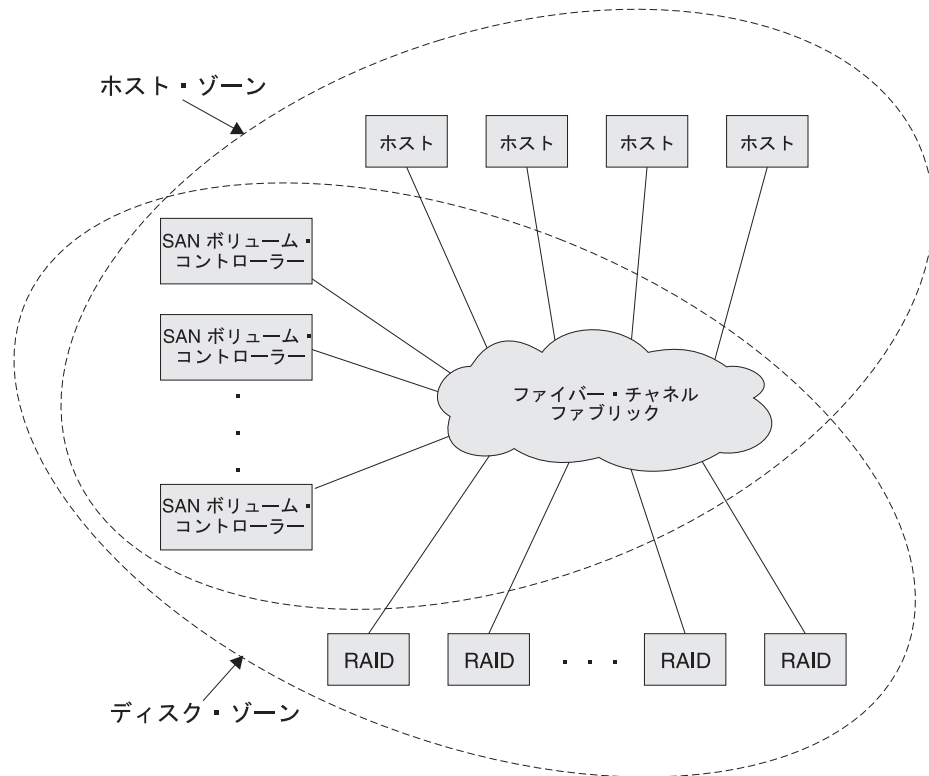 ホスト・ゾーン
ホスト
ホスト
ホスト
ホスト
SAN ボリューム・
コントローラー
SAN ボリューム・
コントローラー
ファイバー・チャネル
ファブリック
SAN ボリューム・
コントローラー
RAID
RAID
RAID
RAID
ディスク・ゾーン